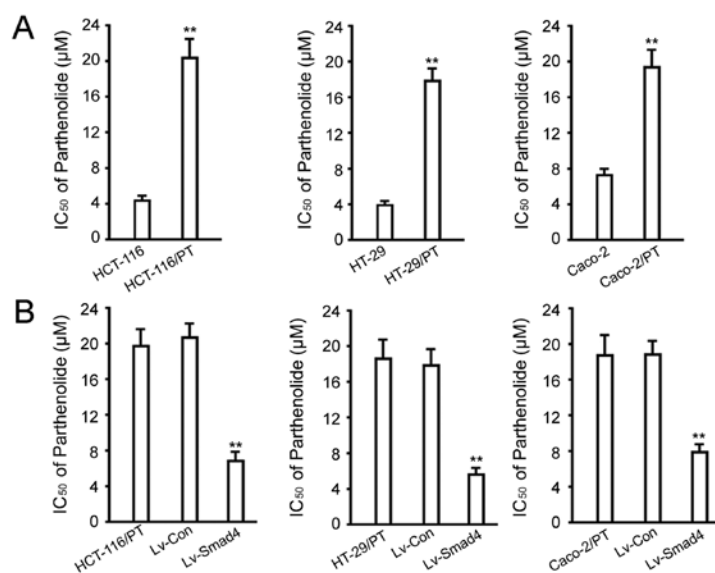 A
IC50 of Parthenolide (µM)
24
20
16
12
8
4
0
**
HCT-116
HCT-116/PT
IC50 of Parthenolide (µM)
24
20
16
12
8
4
0
**
HT-29
HT-29/PT
IC50 of Parthenolide (µM)
24
20
16
12
8
4
0
**
Caco-2
Caco-2/PT
B
IC50 of Parthenolide (µM)
24
20
16
12
8
4
0
**
HCT-116/PT
Lv-Con
Lv-Smad4
IC50 of Parthenolide (µM)
24
20
16
12
8
4
0
**
HT-29/PT
Lv-Con
Lv-Smad4
IC50 of Parthenolide (µM)
24
20
16
12
8
4
0
**
Caco-2/PT
Lv-Con
Lv-Smad4